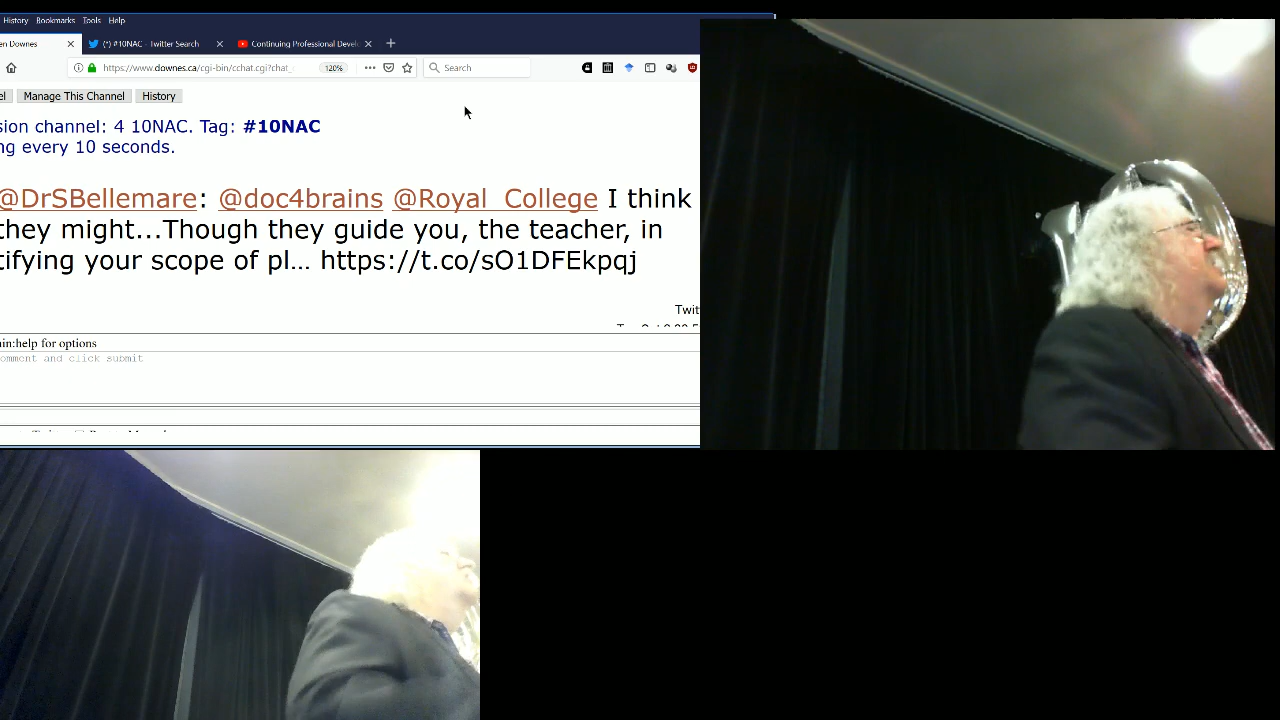 History Bookmarks Tools Help
en Downes (*) #10NAC - Twitter Search Continuing Professional Devel
https://www.downes.ca/cgi-bin/cchat.cgi?chat_ 120% Search
el Manage This Channel History
sion channel: 4 10NAC. Tag: #10NAC
ng every 10 seconds.
@DrSBellemare: @doc4brains @Royal_College I think
they might...Though they guide you, the teacher, in
tifying your scope of pl... https://t.co/sO1DFEkpqj
Twit
in:help for options
omment and click submit